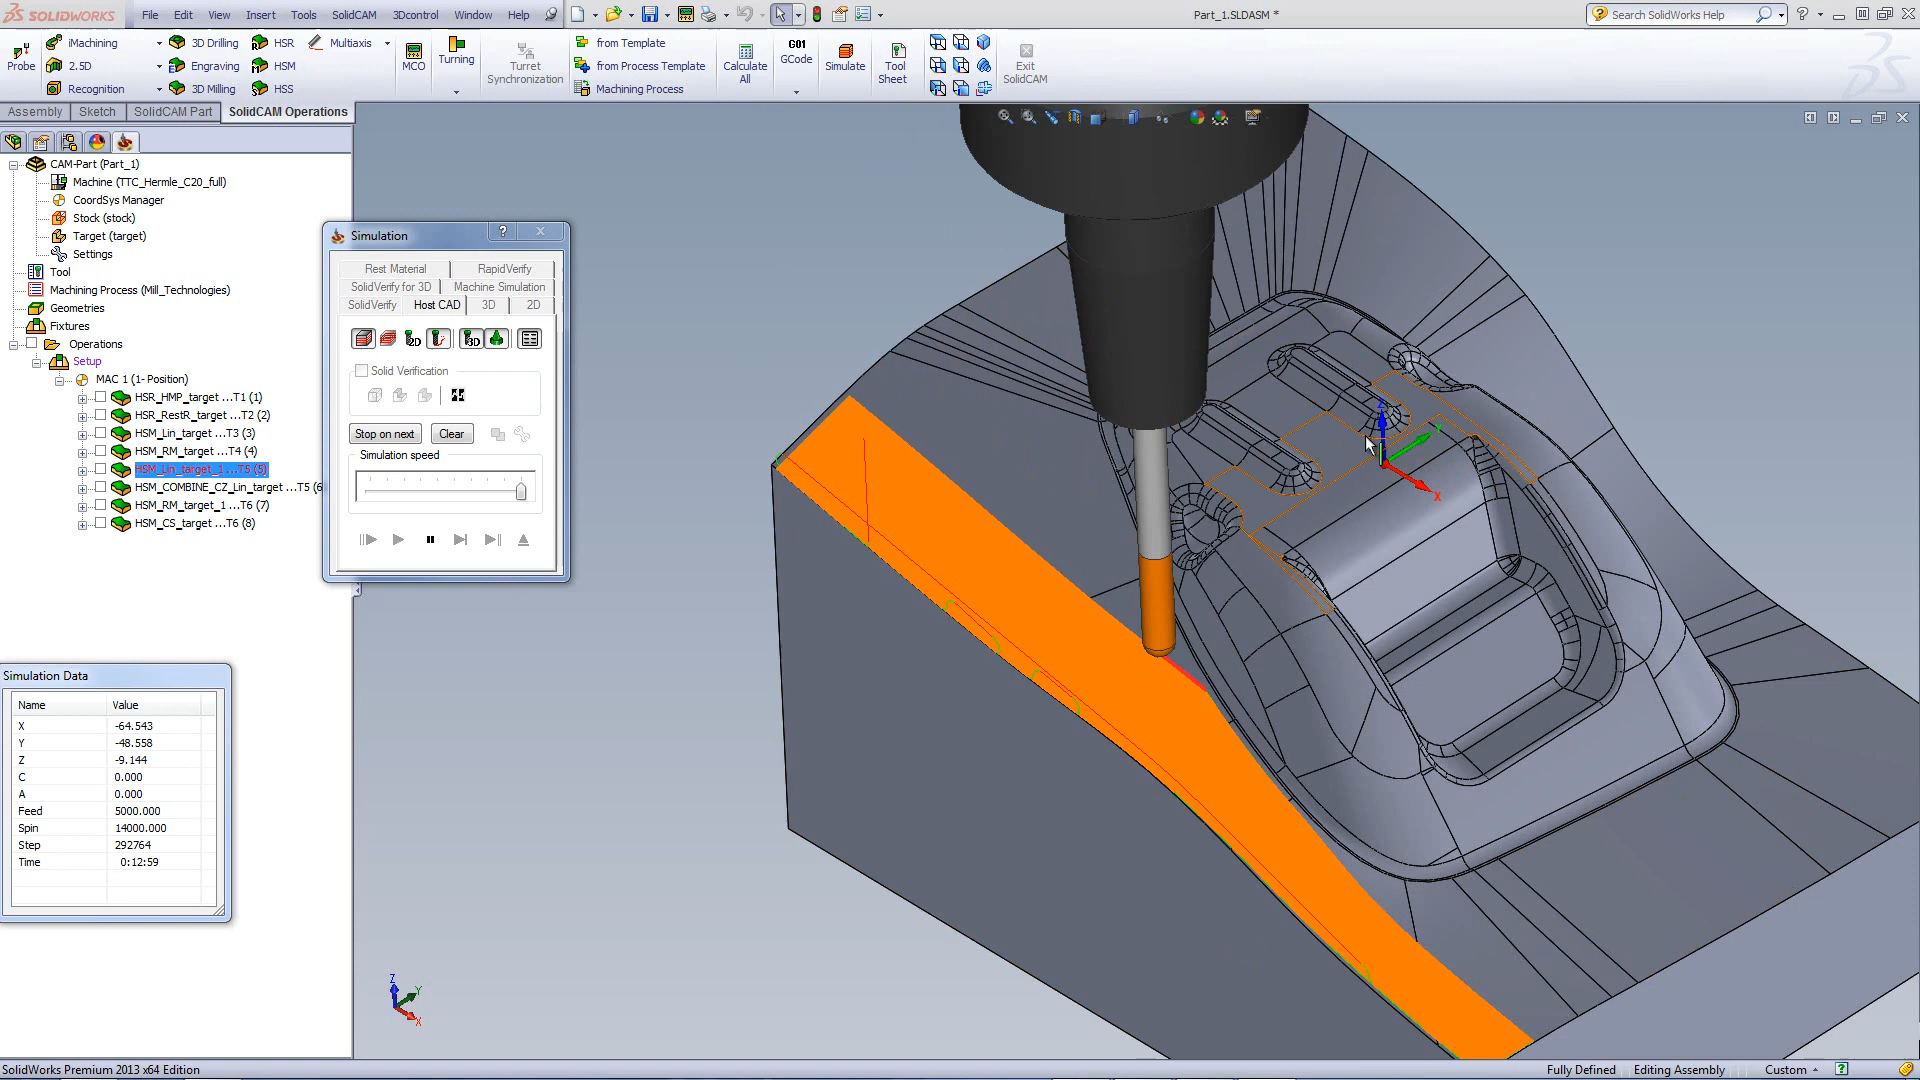 SOLIDWORKS
File Edit View Insert Tools SolidCAM 3Dcontrol Window Help
Part_1.SLDASM *
Search SolidWorks Help
Probe
iMachining
2.5D
Recognition
3D Drilling
Engraving
3D Milling
HSR
HSM
HSS
Multiaxis
MCO
Turning
Turret
Synchronization
from Template
from Process Template
Machining Process
Calculate
All
G01
GCode
Simulate
Tool
Sheet
Exit
SolidCAM
Assembly Sketch SolidCAM Part SolidCAM Operations
CAM-Part (Part_1)
Machine (TTC_Hermle_C20_full)
CoordSys Manager
Stock (stock)
Target (target)
Settings
Tool
Machining Process (Mill_Technologies)
Geometries
Fixtures
Operations
Setup
MAC 1 (1- Position)
HSR_HMP_target ...T1 (1)
HSR_RestR_target ...T2 (2)
HSM_Lin_target ...T3 (3)
HSM_RM_target ...T4 (4)
HSM_Lin_target_1 ...T5 (5)
HSM_COMBINE_CZ_Lin_target ...T5 (6
HSM_RM_target_1 ...T6 (7)
HSM_CS_target ...T6 (8)
Simulation
Rest Material RapidVerify
SolidVerify for 3D Machine Simulation
SolidVerify Host CAD 3D 2D
2D
3D
Solid Verification
Stop on next Clear
Simulation speed
Simulation Data
Name Value
X -64.543
Y -48.558
Z -9.144
C 0.000
A 0.000
Feed 5000.000
Spin 14000.000
Step 292764
Time 0:12:59
Z
Y
X
Z
Y
X
SolidWorks Premium 2013 x64 Edition
Fully Defined Editing Assembly Custom